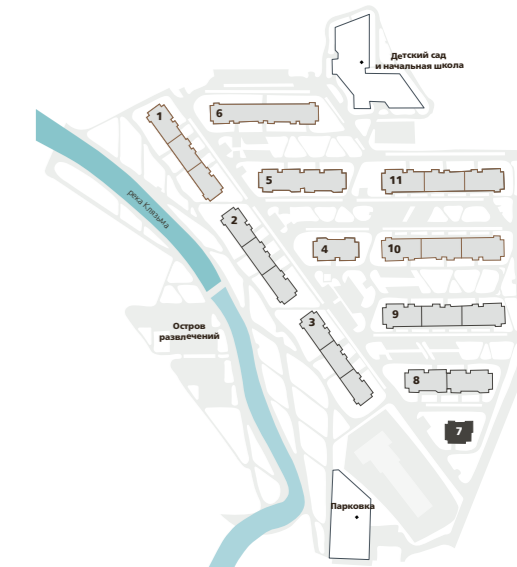 Детский сад
и начальная школа
1
6
5
11
река Клязьма
2
4
10
Остров
развлечений
3
9
8
7
Парковка